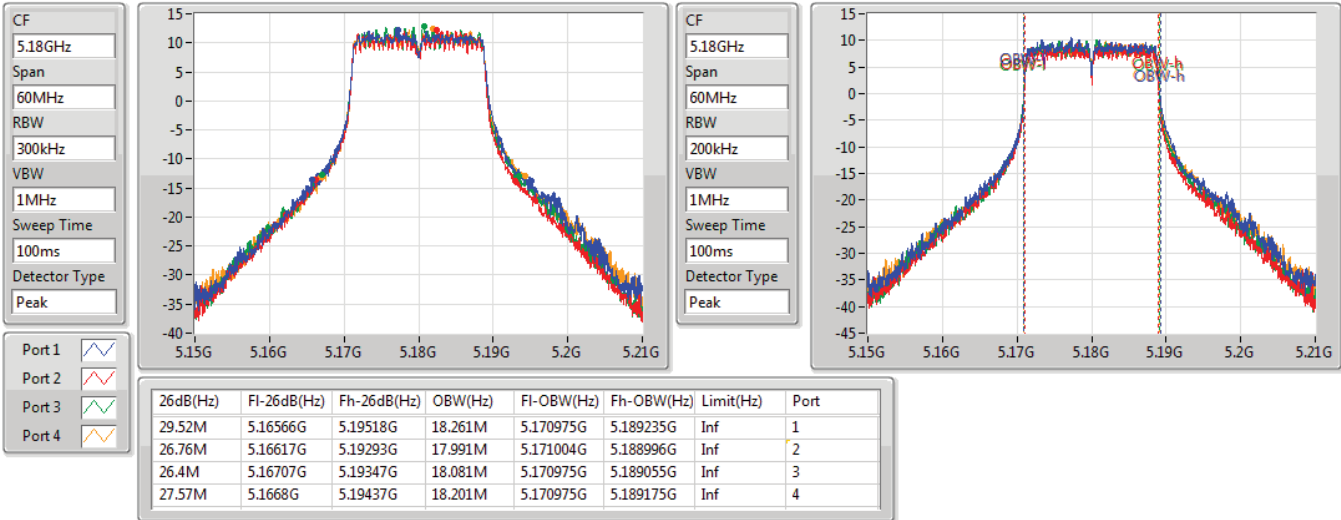 CF
5.18GHz
Span
60MHz
RBW
300kHz
VBW
1MHz
Sweep Time
100ms
Detector Type
Peak
15
10
5
0
-5
-10
-15
-20
-25
-30
-35
-40
5.15G 5.16G 5.17G 5.18G 5.19G 5.2G 5.21G
CF
5.18GHz
Span
60MHz
RBW
200kHz
VBW
1MHz
Sweep Time
100ms
Detector Type
Peak
15
10
5
0
-5
-10
-15
-20
-25
-30
-35
-40
-45
OBW-l
OBW-h
OBW-h
5.15G 5.16G 5.17G 5.18G 5.19G 5.2G 5.21G
Port 1
Port 2
Port 3
Port 4
26dB(Hz) Fl-26dB(Hz) Fh-26dB(Hz) OBW(Hz) Fl-OBW(Hz) Fh-OBW(Hz) Limit(Hz) Port
29.52M 5.16566G 5.19518G 18.261M 5.170975G 5.189235G Inf 1
26.76M 5.16617G 5.19293G 17.991M 5.171004G 5.188996G Inf 2
26.4M 5.16707G 5.19347G 18.081M 5.170975G 5.189055G Inf 3
27.57M 5.1668G 5.19437G 18.201M 5.170975G 5.189175G Inf 4